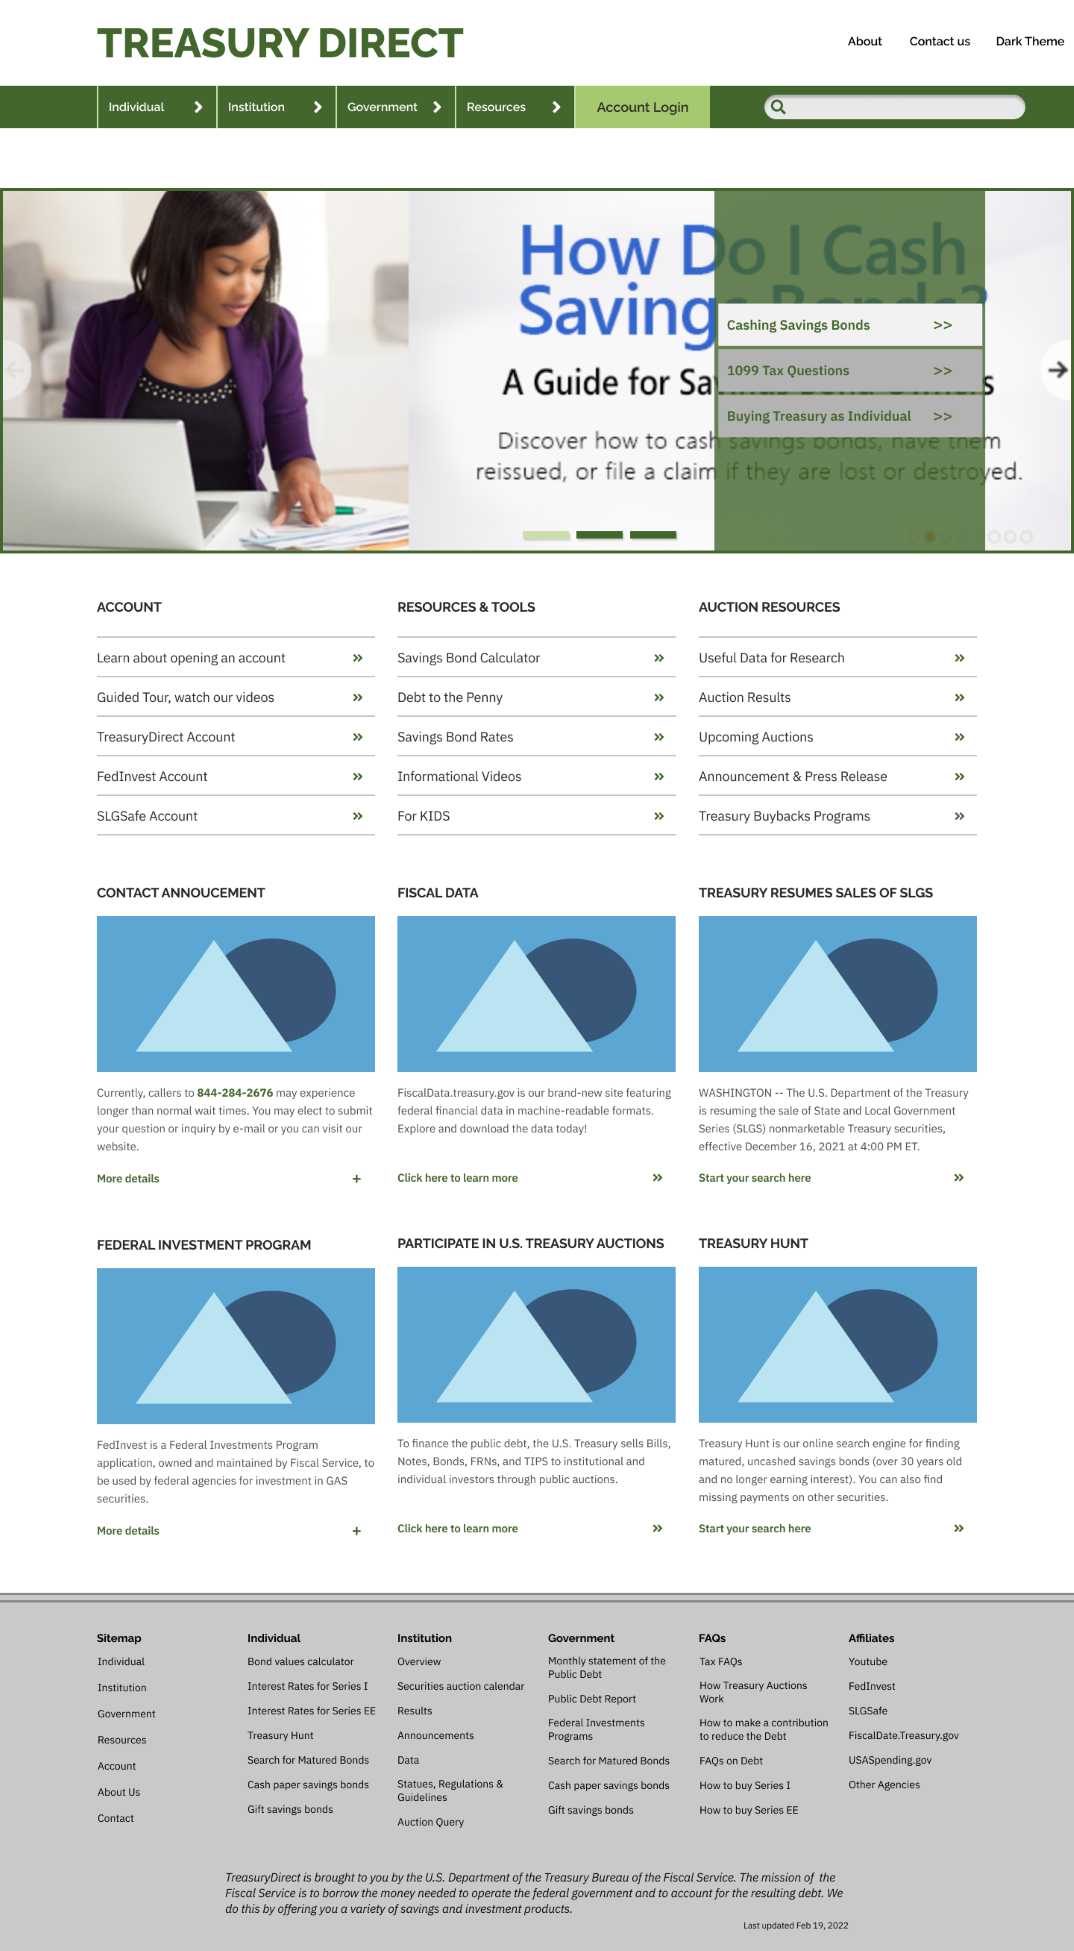 TREASURY DIRECT
About Contact us Dark Theme
Individual Institution Government Resources Account Login
How Do I Cash
Savings Bonds?
Cashing Savings Bonds >>
1099 Tax Questions >>
Buying Treasury as Individual >>
A Guide for Savings Bond Owners
Discover how to cash savings bonds, have them
reissued, or file a claim if they are lost or destroyed.
ACCOUNT
Learn about opening an account »
Guided Tour, watch our videos »
TreasuryDirect Account »
FedInvest Account »
SLGSafe Account »
RESOURCES & TOOLS
Savings Bond Calculator »
Debt to the Penny »
Savings Bond Rates »
Informational Videos »
For KIDS »
AUCTION RESOURCES
Useful Data for Research »
Auction Results »
Upcoming Auctions »
Announcement & Press Release »
Treasury Buybacks Programs »
CONTACT ANNOUCEMENT
Currently, callers to 844-284-2676 may experience
longer than normal wait times. You may elect to submit
your question or inquiry by e-mail or you can visit our
website.
More details +
FISCAL DATA
FiscalData.treasury.gov is our brand-new site featuring
federal financial data in machine-readable formats.
Explore and download the data today!
Click here to learn more »
TREASURY RESUMES SALES OF SLGS
WASHINGTON -- The U.S. Department of the Treasury
is resuming the sale of State and Local Government
Series (SLGS) nonmarketable Treasury securities,
effective December 16, 2021 at 4:00 PM ET.
Start your search here »
FEDERAL INVESTMENT PROGRAM
FedInvest is a Federal Investments Program
application, owned and maintained by Fiscal Service, to
be used by federal agencies for investment in GAS
securities.
More details +
PARTICIPATE IN U.S. TREASURY AUCTIONS
To finance the public debt, the U.S. Treasury sells Bills,
Notes, Bonds, FRNs, and TIPS to institutional and
individual investors through public auctions.
Click here to learn more »
TREASURY HUNT
Treasury Hunt is our online search engine for finding
matured, uncashed savings bonds (over 30 years old
and no longer earning interest). You can also find
missing payments on other securities.
Start your search here »
Sitemap
Individual
Institution
Government
Resources
Account
About Us
Contact
Individual
Bond values calculator
Interest Rates for Series I
Interest Rates for Series EE
Treasury Hunt
Search for Matured Bonds
Cash paper savings bonds
Gift savings bonds
Institution
Overview
Securities auction calendar
Results
Announcements
Data
Statues, Regulations &
Guidelines
Auction Query
Government
Monthly statement of the
Public Debt
Public Debt Report
Federal Investments
Programs
Search for Matured Bonds
Cash paper savings bonds
Gift savings bonds
FAQs
Tax FAQs
How Treasury Auctions
Work
How to make a contribution
to reduce the Debt
FAQs on Debt
How to buy Series I
How to buy Series EE
Affiliates
Youtube
FedInvest
SLGSafe
FiscalDate.Treasury.gov
USASpending.gov
Other Agencies
TreasuryDirect is brought to you by the U.S. Department of the Treasury Bureau of the Fiscal Service. The mission of the
Fiscal Service is to borrow the money needed to operate the federal government and to account for the resulting debt. We
do this by offering you a variety of savings and investment products.
Last updated Feb 19, 2022